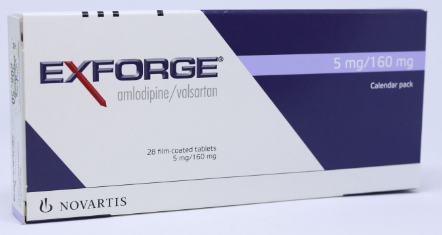 EXFORGE®
amlodipine/valsartan
5 mg/160 mg
Calendar pack
28 film-coated tablets
5 mg/160 mg
NOVARTIS